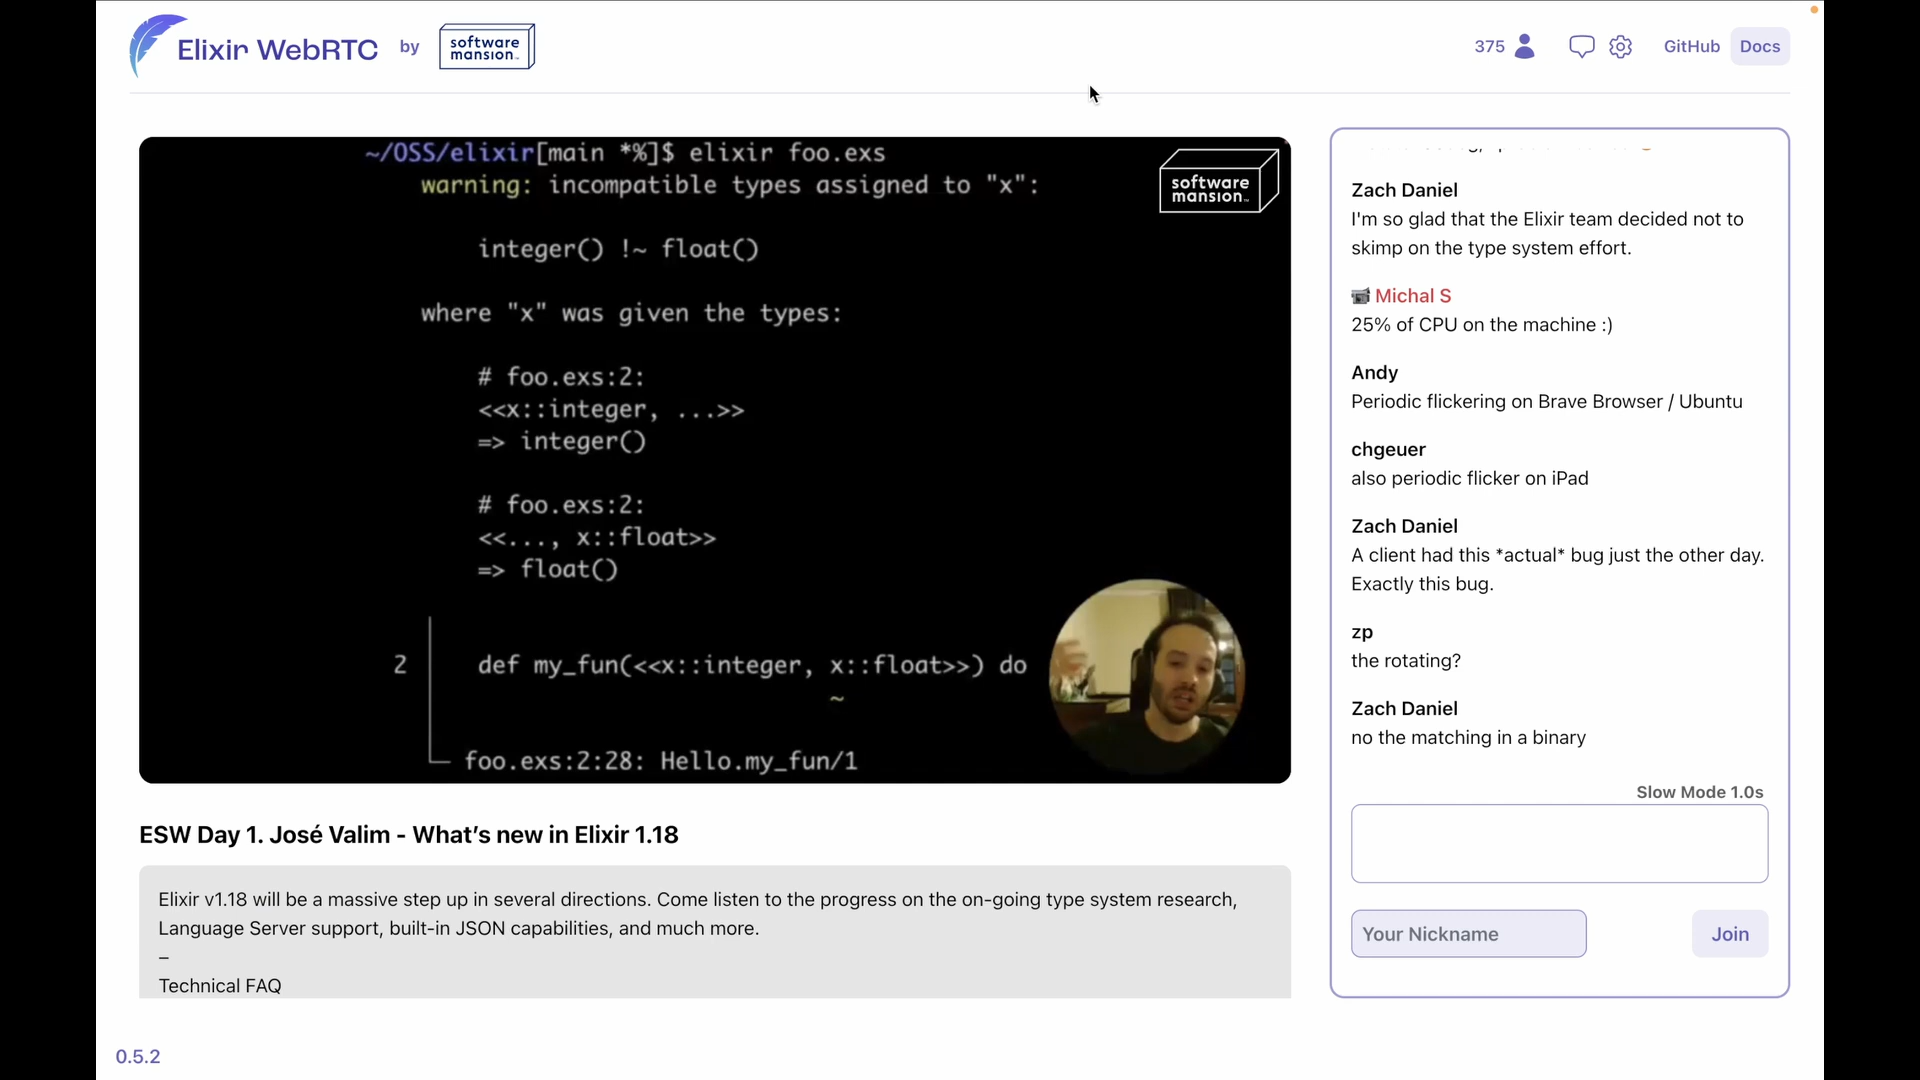 Elixir WebRTC by software mansion
375
GitHub
Docs
~/OSS/elixir[main *%]$ elixir foo.exs
warning: incompatible types assigned to "x":
integer() !~ float()
where "x" was given the types:
# foo.exs:2:
<<x::integer, ...>>
=> integer()
# foo.exs:2:
<<..., x::float>>
=> float()
2 def my_fun(<<x::integer, x::float>>) do
~
foo.exs:2:28: Hello.my_fun/1
software
mansion
ESW Day 1. José Valim - What’s new in Elixir 1.18
Elixir v1.18 will be a massive step up in several directions. Come listen to the progress on the on-going type system research,
Language Server support, built-in JSON capabilities, and much more.
–
Technical FAQ
Zach Daniel
I'm so glad that the Elixir team decided not to
skimp on the type system effort.
Michal S
25% of CPU on the machine :)
Andy
Periodic flickering on Brave Browser / Ubuntu
chgeuer
also periodic flicker on iPad
Zach Daniel
A client had this *actual* bug just the other day.
Exactly this bug.
zp
the rotating?
Zach Daniel
no the matching in a binary
Slow Mode 1.0s
Your Nickname
Join
0.5.2